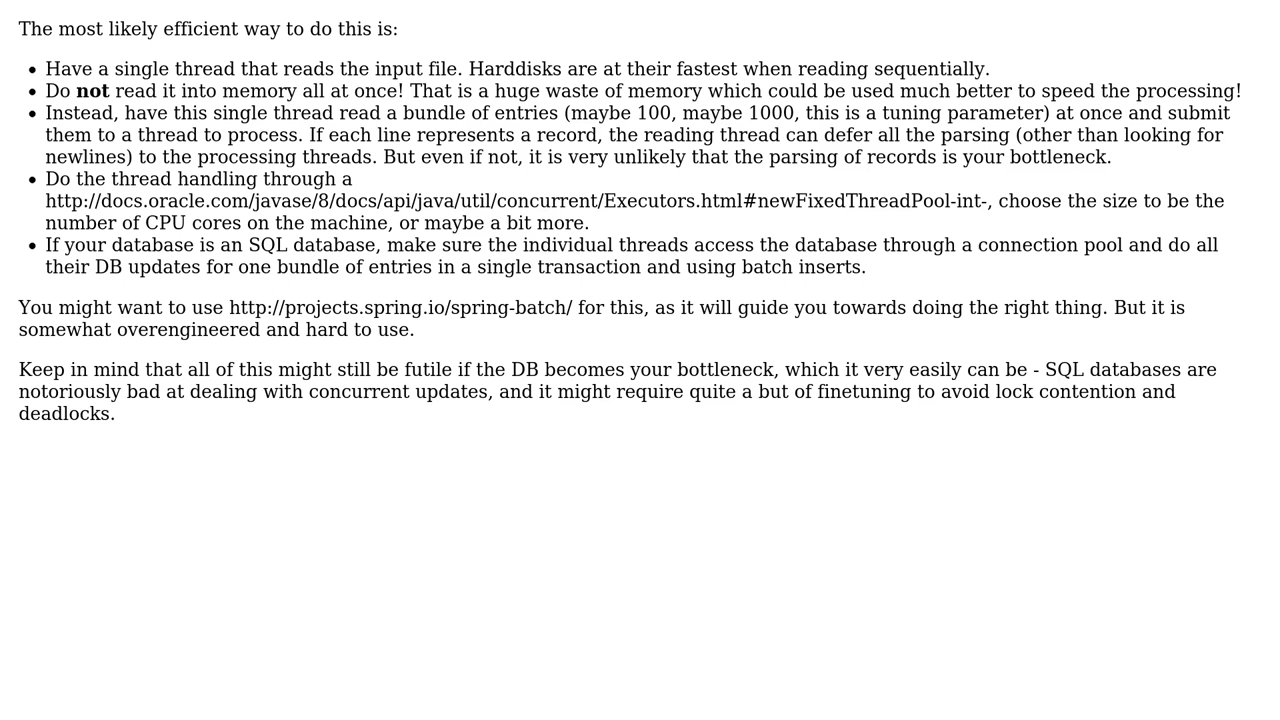 The most likely efficient way to do this is:
• Have a single thread that reads the input file. Harddisks are at their fastest when reading sequentially.
• Do not read it into memory all at once! That is a huge waste of memory which could be used much better to speed the processing!
• Instead, have this single thread read a bundle of entries (maybe 100, maybe 1000, this is a tuning parameter) at once and submit
them to a thread to process. If each line represents a record, the reading thread can defer all the parsing (other than looking for
newlines) to the processing threads. But even if not, it is very unlikely that the parsing of records is your bottleneck.
• Do the thread handling through a
http://docs.oracle.com/javase/8/docs/api/java/util/concurrent/Executors.html#newFixedThreadPool-int-, choose the size to be the
number of CPU cores on the machine, or maybe a bit more.
• If your database is an SQL database, make sure the individual threads access the database through a connection pool and do all
their DB updates for one bundle of entries in a single transaction and using batch inserts.
You might want to use http://projects.spring.io/spring-batch/ for this, as it will guide you towards doing the right thing. But it is
somewhat overengineered and hard to use.
Keep in mind that all of this might still be futile if the DB becomes your bottleneck, which it very easily can be - SQL databases are
notoriously bad at dealing with concurrent updates, and it might require quite a but of finetuning to avoid lock contention and
deadlocks.